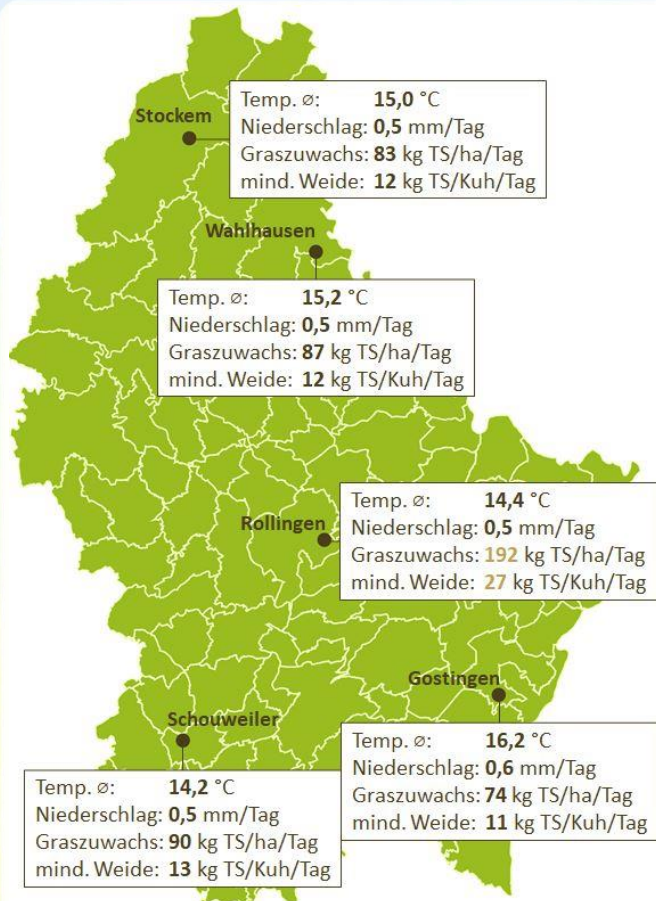 Stockem
Temp. ⌀: 15,0 °C
Niederschlag: 0,5 mm/Tag
Graszuwachs: 83 kg TS/ha/Tag
mind. Weide: 12 kg TS/Kuh/Tag
Wahlhausen
Temp. ⌀: 15,2 °C
Niederschlag: 0,5 mm/Tag
Graszuwachs: 87 kg TS/ha/Tag
mind. Weide: 12 kg TS/Kuh/Tag
Rollingen
Temp. ⌀: 14,4 °C
Niederschlag: 0,5 mm/Tag
Graszuwachs: 192 kg TS/ha/Tag
mind. Weide: 27 kg TS/Kuh/Tag
Gostingen
Temp. ⌀: 16,2 °C
Niederschlag: 0,6 mm/Tag
Graszuwachs: 74 kg TS/ha/Tag
mind. Weide: 11 kg TS/Kuh/Tag
Schouweiler
Temp. ⌀: 14,2 °C
Niederschlag: 0,5 mm/Tag
Graszuwachs: 90 kg TS/ha/Tag
mind. Weide: 13 kg TS/Kuh/Tag